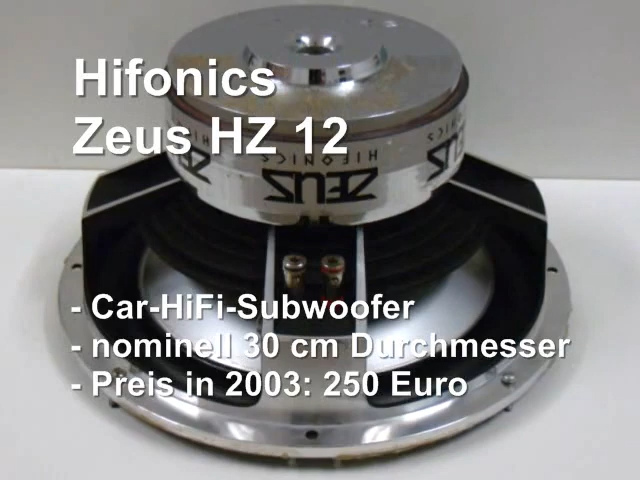 Hifonics
Zeus HZ 12
ZEUS
HIFONICS
- Car-HiFi-Subwoofer
- nominell 30 cm Durchmesser
- Preis in 2003: 250 Euro